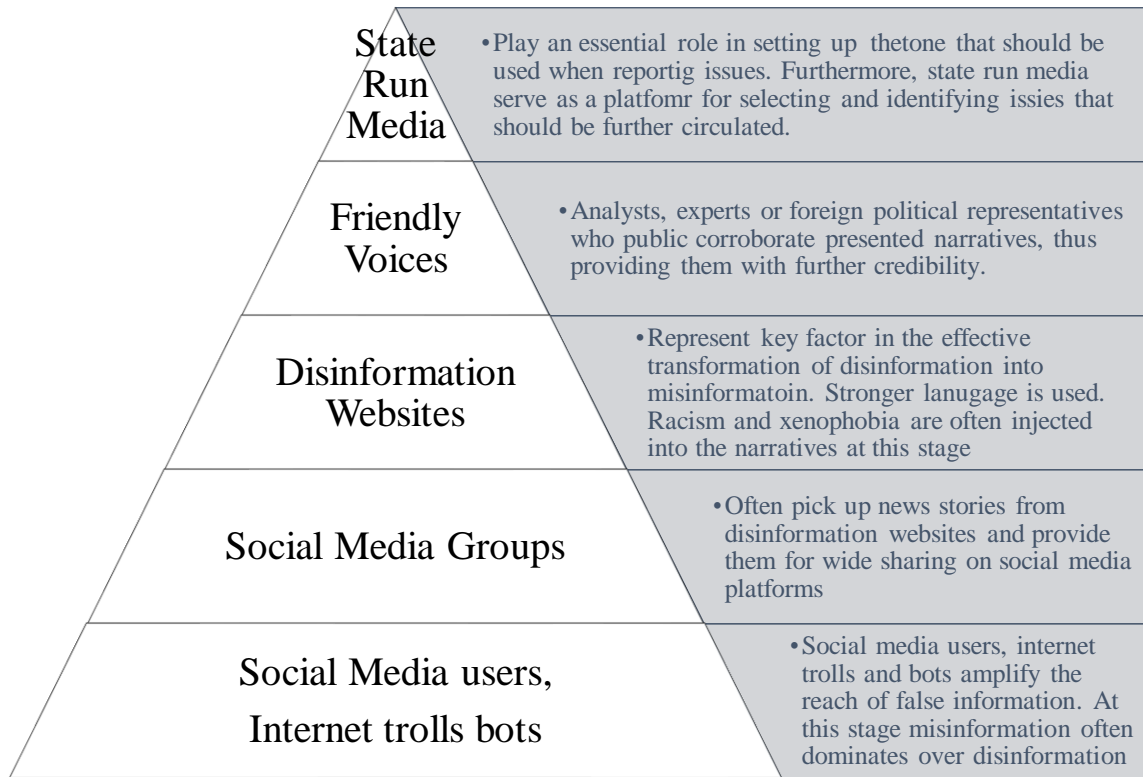 State
Run
Media
•Play an essential role in setting up thetone that should be
used when reportig issues. Furthermore, state run media
serve as a platfomr for selecting and identifying issies that
should be further circulated.
Friendly
Voices
•Analysts, experts or foreign political representatives
who public corroborate presented narratives, thus
providing them with further credibility.
Disinformation
Websites
•Represent key factor in the effective
transformation of disinformation into
misinformatoin. Stronger lanugage is used.
Racism and xenophobia are often injected
into the narratives at this stage
Social Media Groups
•Often pick up news stories from
disinformation websites and provide
them for wide sharing on social media
platforms
Social Media users,
Internet trolls bots
•Social media users, internet
trolls and bots amplify the
reach of false information. At
this stage misinformation often
dominates over disinformation